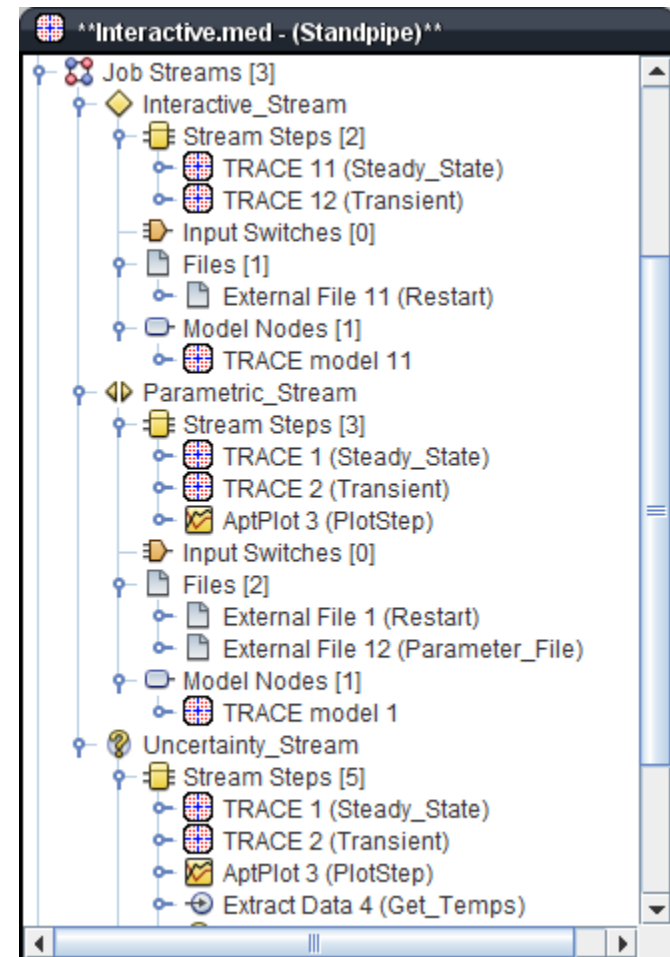 **Interactive.med - (Standpipe)**
Job Streams [3]
Interactive_Stream
Stream Steps [2]
TRACE 11 (Steady_State)
TRACE 12 (Transient)
Input Switches [0]
Files [1]
External File 11 (Restart)
Model Nodes [1]
TRACE model 11
Parametric_Stream
Stream Steps [3]
TRACE 1 (Steady_State)
TRACE 2 (Transient)
AptPlot 3 (PlotStep)
Input Switches [0]
Files [2]
External File 1 (Restart)
External File 12 (Parameter_File)
Model Nodes [1]
TRACE model 1
Uncertainty_Stream
Stream Steps [5]
TRACE 1 (Steady_State)
TRACE 2 (Transient)
AptPlot 3 (PlotStep)
Extract Data 4 (Get_Temps)